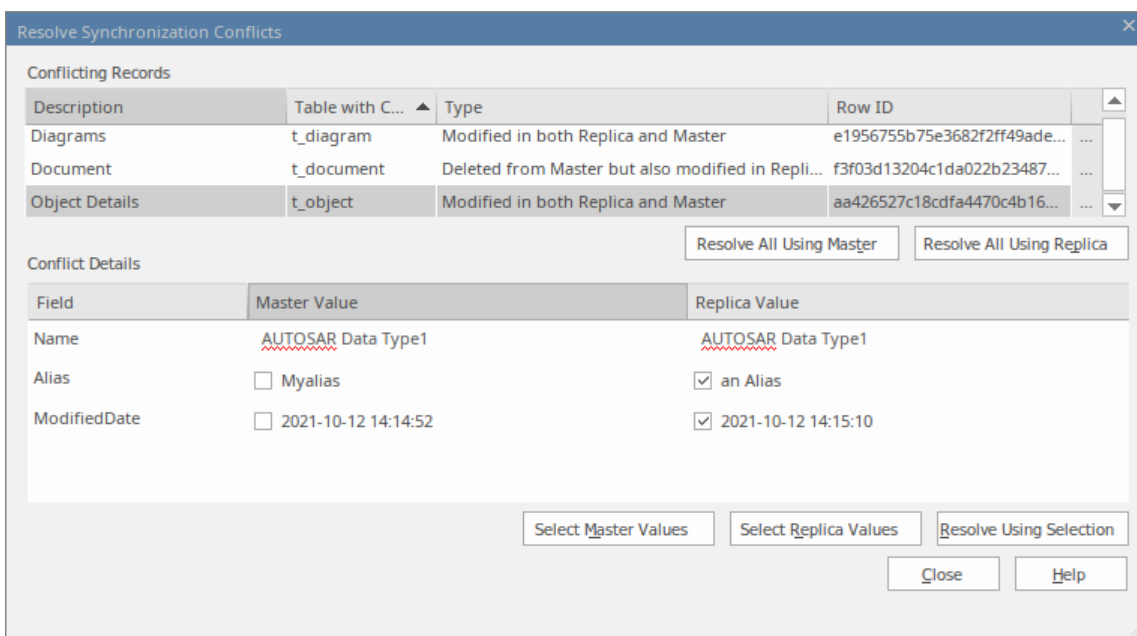 Resolve Synchronization Conflicts
Conflicting Records
Description Table with C... Type Row ID
Diagrams t_diagram Modified in both Replica and Master e1956755b75e3682f2ff49ade... ...
Document t_document Deleted from Master but also modified in Repli... f3f03d13204c1da022b23487... ...
Object Details t_object Modified in both Replica and Master aa426527c18cdfa4470c4b16... ...
Resolve All Using Master Resolve All Using Replica
Conflict Details
Field Master Value Replica Value
Name AUTOSAR Data Type1 AUTOSAR Data Type1
Alias Myalias an Alias
ModifiedDate 2021-10-12 14:14:52 2021-10-12 14:15:10
Select Master Values Select Replica Values Resolve Using Selection
Close Help